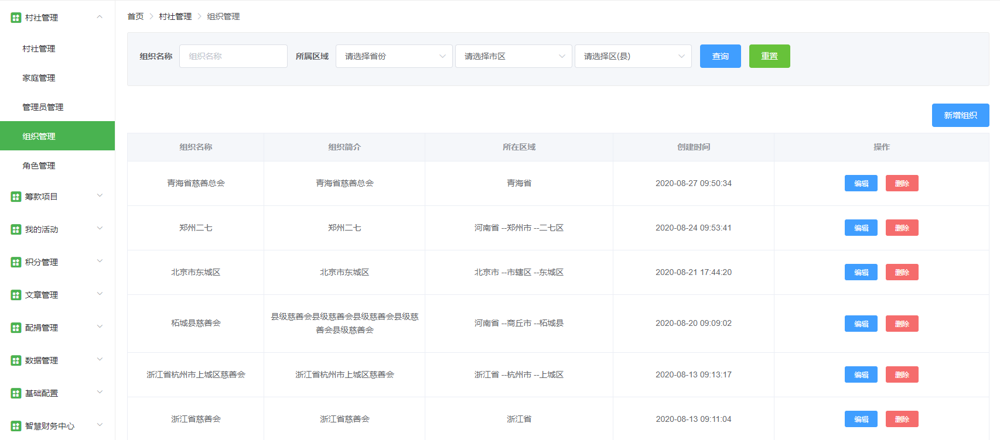 村社管理
村社管理
家庭管理
管理员管理
组织管理
角色管理
筹款项目
我的活动
积分管理
文章管理
配捐管理
数据管理
基础配置
智慧财务中心
首页 > 村社管理 > 组织管理
组织名称 组织名称 所属区域 请选择省份 请选择市区 请选择区(县) 查询 重置
新增组织
组织名称 组织简介 所在区域 创建时间 操作
青海省慈善总会 青海省慈善总会 青海省 2020-08-27 09:50:34 编辑 删除
郑州二七 郑州二七 河南省 --郑州市 --二七区 2020-08-24 09:53:41 编辑 删除
北京市东城区 北京市东城区 北京市 --市辖区 --东城区 2020-08-21 17:44:20 编辑 删除
柘城县慈善会 县级慈善会县级慈善会县级慈善会县级慈
善会县级慈善会 河南省 --商丘市 --柘城县 2020-08-20 09:09:02 编辑 删除
浙江省杭州市上城区慈善会 浙江省杭州市上城区慈善会 浙江省 --杭州市 --上城区 2020-08-13 09:13:17 编辑 删除
浙江省慈善会 浙江省慈善会 浙江省 2020-08-13 09:11:04 编辑 删除